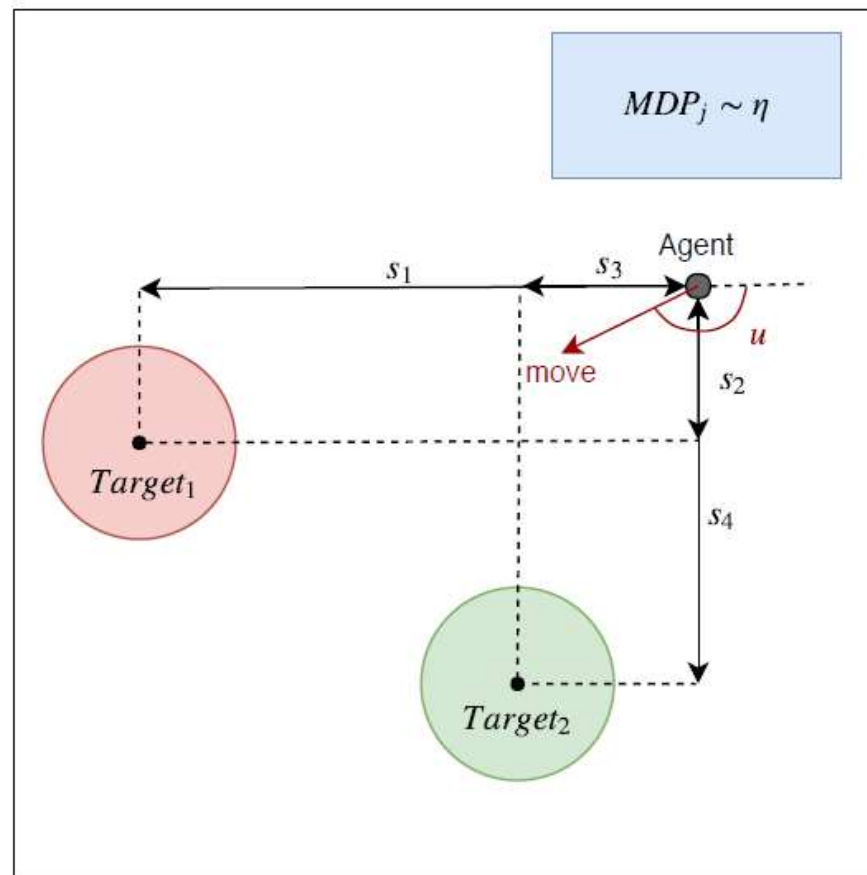 MDP_j ∼ η
Agent
s_1
s_3
u
move
s_2
Target_1
s_4
Target_2